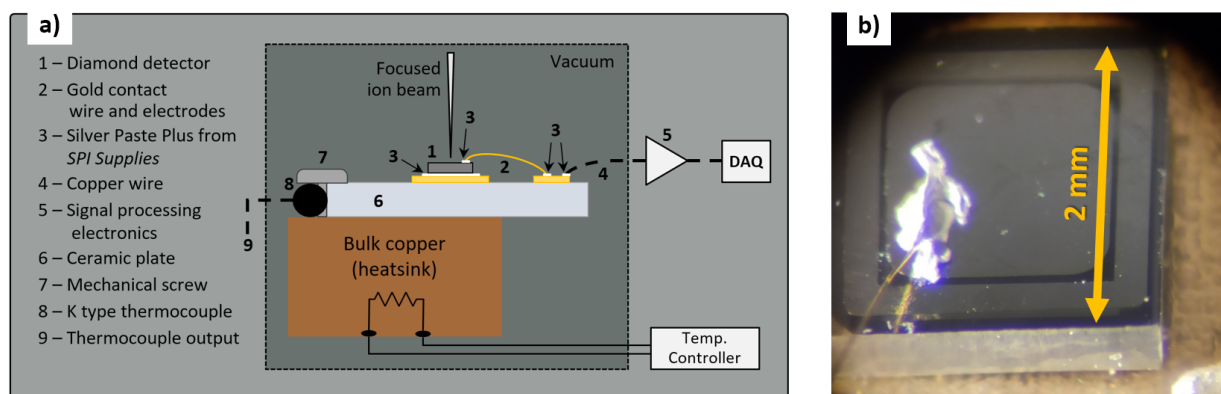 a)
1 – Diamond detector
2 – Gold contact
wire and electrodes
3 – Silver Paste Plus from
SPI Supplies
4 – Copper wire
5 – Signal processing
electronics
6 – Ceramic plate
7 – Mechanical screw
8 – K type thermocouple
9 – Thermocouple output
Focused
ion beam
Vacuum
3
3
5
3
1
7
2
4
DAQ
8
6
9
Bulk copper
(heatsink)
Temp.
Controller
b)
2 mm